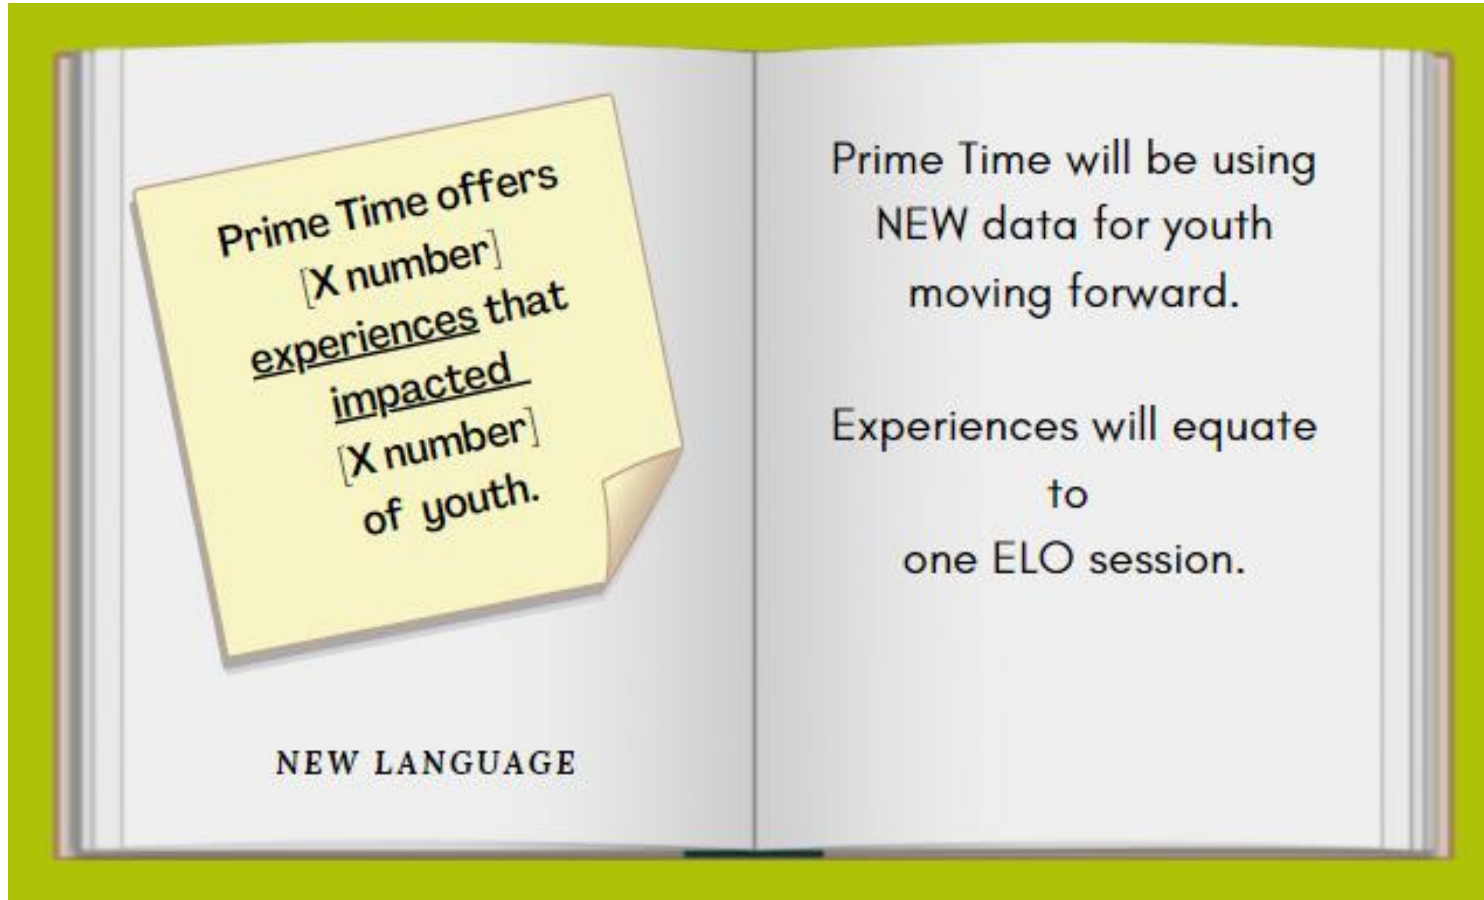 Prime Time offers
[X number]
experiences that
impacted
[X number]
of youth.
NEW LANGUAGE
Prime Time will be using
NEW data for youth
moving forward.
Experiences will equate
to
one ELO session.